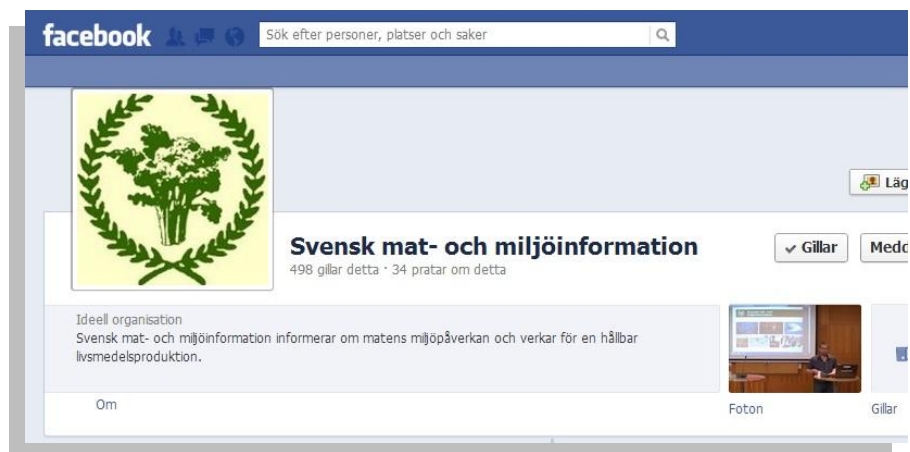 facebook
Sök efter personer, platser och saker
Läg
Svensk mat- och miljöinformation
498 gillar detta · 34 pratar om detta
Gillar
Medd
Ideell organisation
Svensk mat- och miljöinformation informerar om matens miljöpåverkan och verkar för en hållbar
livsmedelsproduktion.
Om
Foton
Gillar